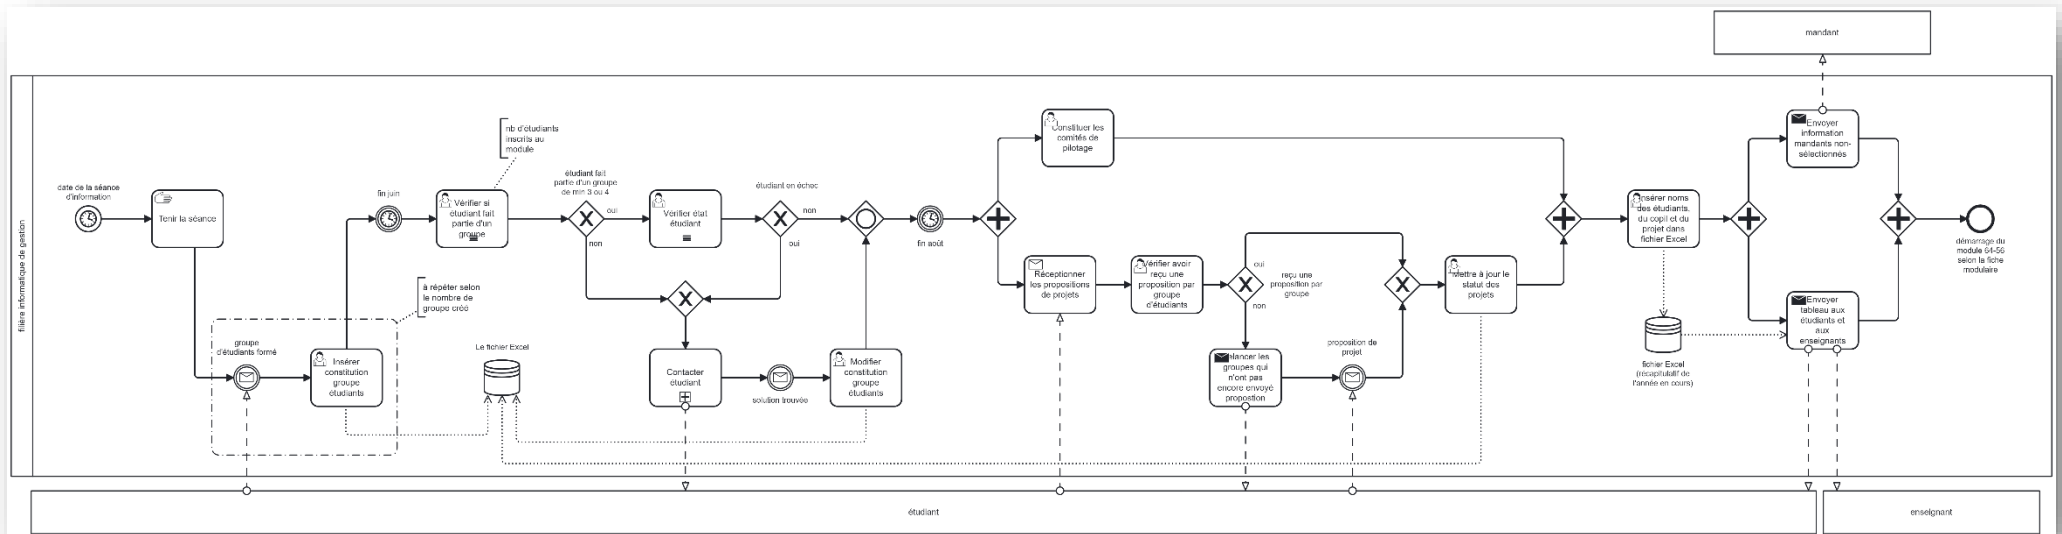 mandant
filière informatique de gestion
date de la séance
d'information
Tenir la séance
groupe
d'étudiants formé
Insérer
constitution
groupe
étudiants
à répéter selon
le nombre de
groupe créé
fin juin
nb d'étudiants
inscrits au
module
Vérifier si
étudiant fait
partie d'un
groupe
étudiant fait
partie d'un groupe
de min 3 ou 4
oui
non
Vérifier état
étudiant
étudiant en échec
non
oui
Le fichier Excel
Contacter
étudiant
solution trouvée
Modifier
constitution
groupe
étudiants
fin août
Constituer les
comités de
pilotage
Réceptionner
les propositions
de projets
Vérifier avoir
reçu une
proposition par
groupe
d'étudiants
oui
non
reçu une
proposition par
groupe
Relancer les
groupes qui
n'ont pas
encore envoyé
propostion
proposition de
projet
Mettre à jour le
statut des
projets
Insérer noms
des étudiants,
du copil et du
projet dans
fichier Excel
fichier Excel
(récapitulatif de
l'année en cours)
Envoyer
information
mandants non-
sélectionnés
Envoyer
tableau aux
étudiants et
aux
enseignants
démarrage du
module 64-56
selon la fiche
modulaire
étudiant
enseignant